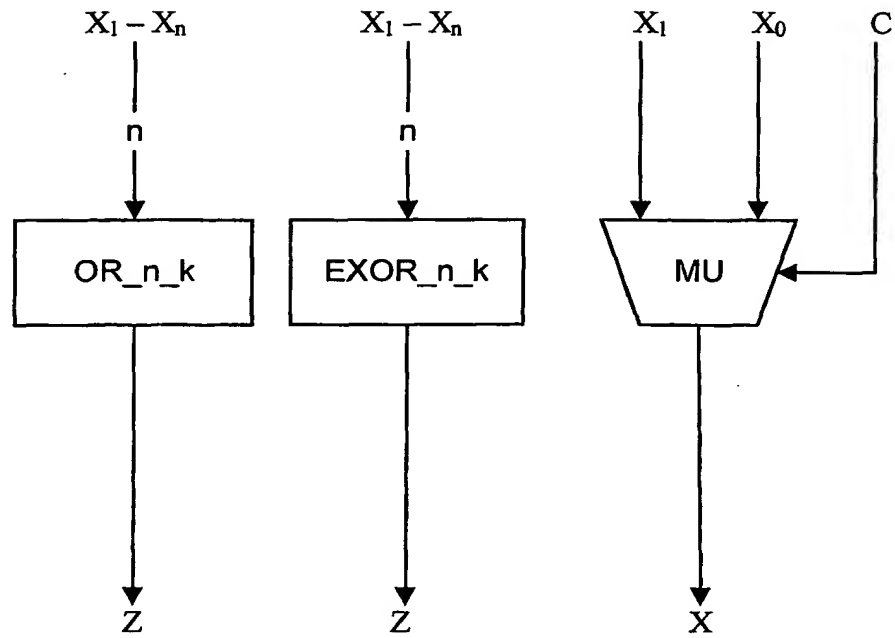 X₁ – Xₙ X₁ – Xₙ X₁ X₀ C
n n
OR_n_k EXOR_n_k MU
Z Z X